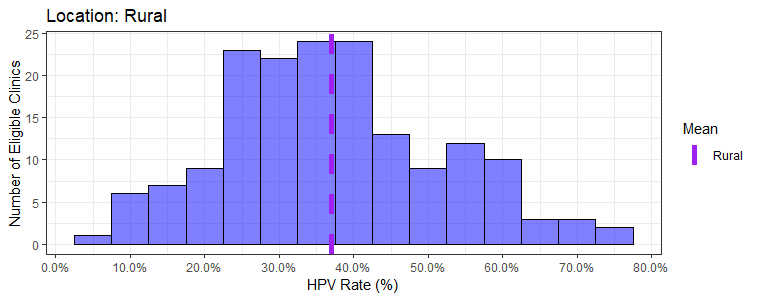 Location: Rural
25
20
15
10
5
0
Number of Eligible Clinics
0.0% 10.0% 20.0% 30.0% 40.0% 50.0% 60.0% 70.0% 80.0%
HPV Rate (%)
Mean
Rural